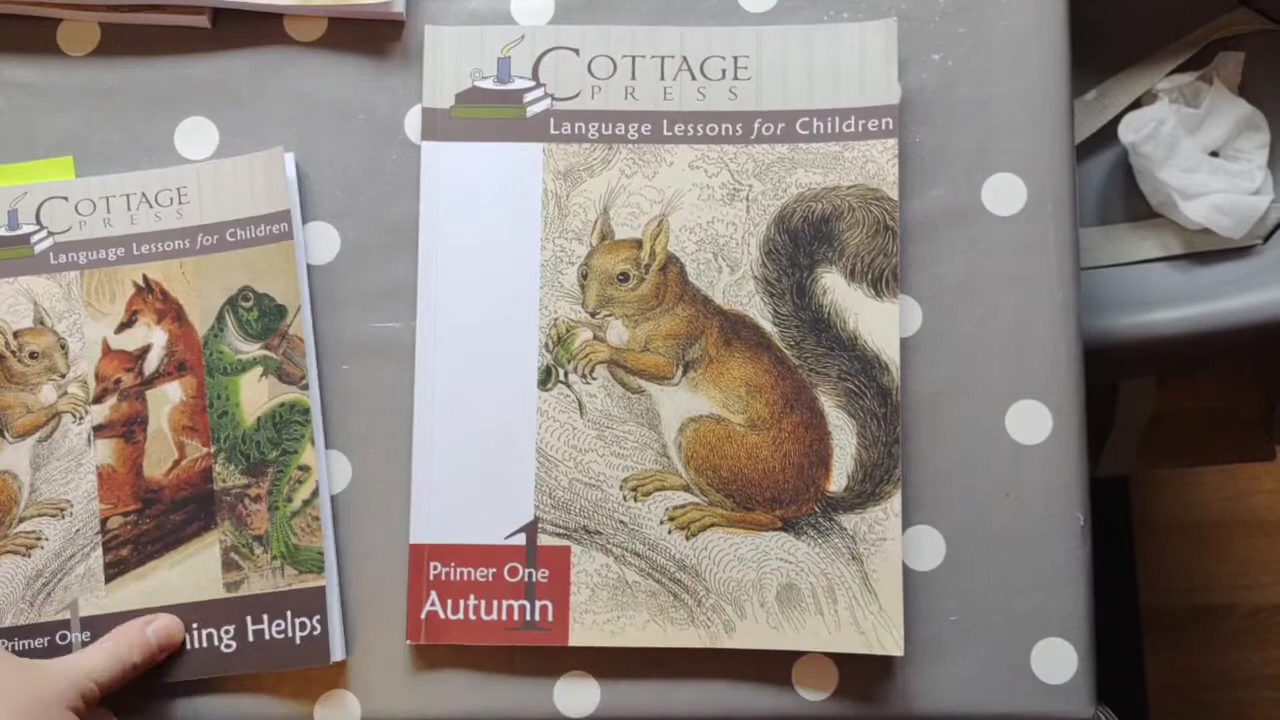 COTTAGE
PRESS
Language Lessons for Children
Primer One
1
Autumn
COTTAGE
PRESS
Language Lessons for Children
1
Primer One
Helps